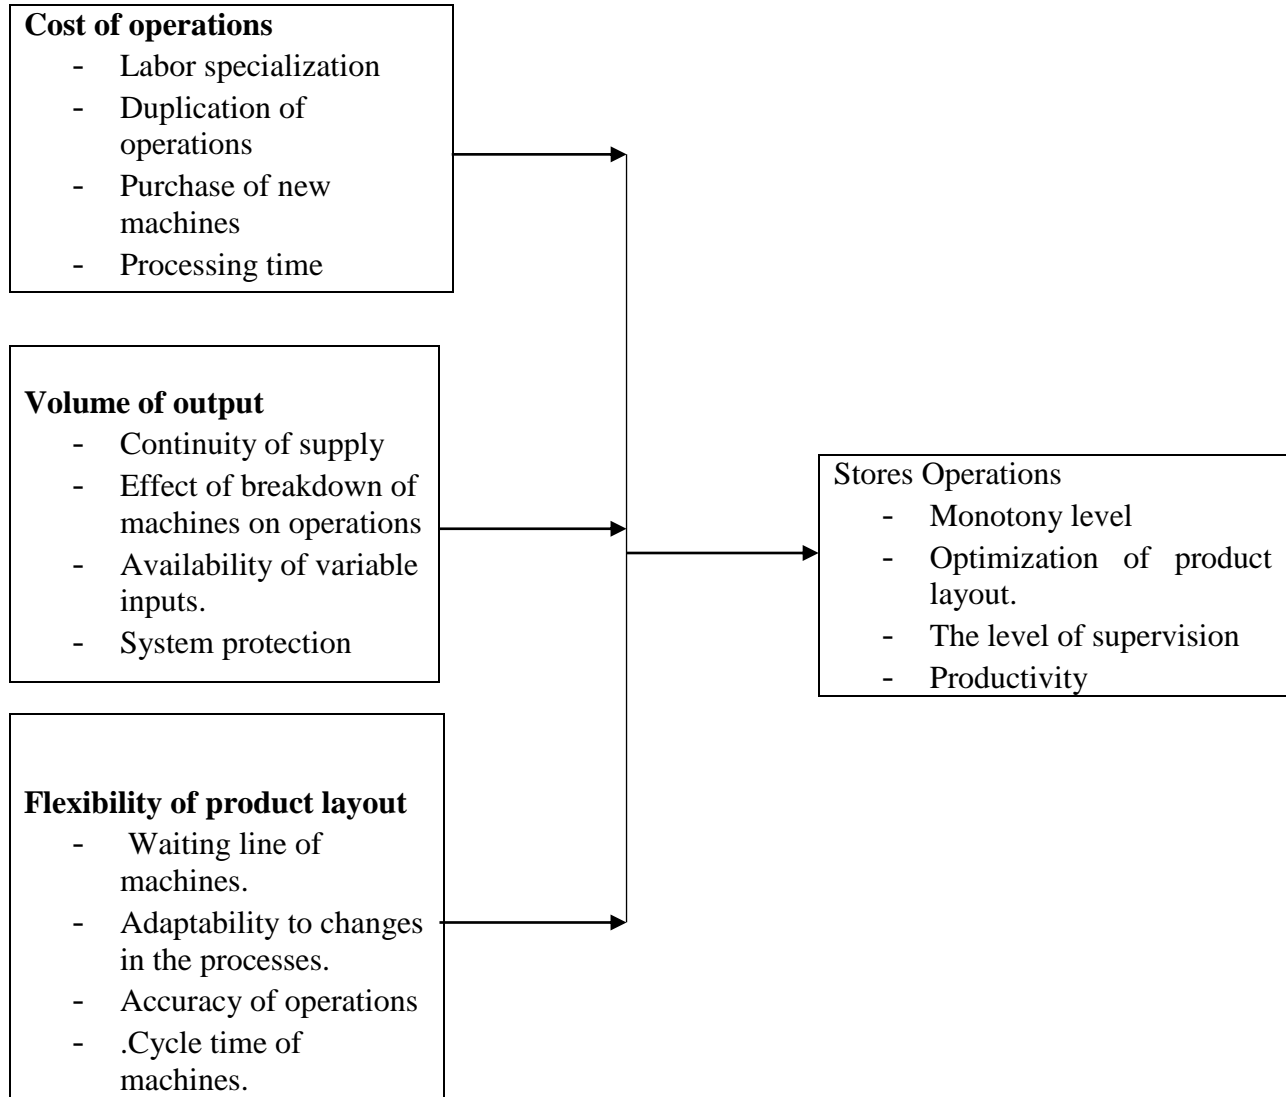 Cost of operations
- Labor specialization
- Duplication of
operations
- Purchase of new
machines
- Processing time
Volume of output
- Continuity of supply
- Effect of breakdown of
machines on operations
- Availability of variable
inputs.
- System protection
Flexibility of product layout
- Waiting line of
machines.
- Adaptability to changes
in the processes.
- Accuracy of operations
- .Cycle time of
machines.
Stores Operations
- Monotony level
- Optimization of product
layout.
- The level of supervision
- Productivity